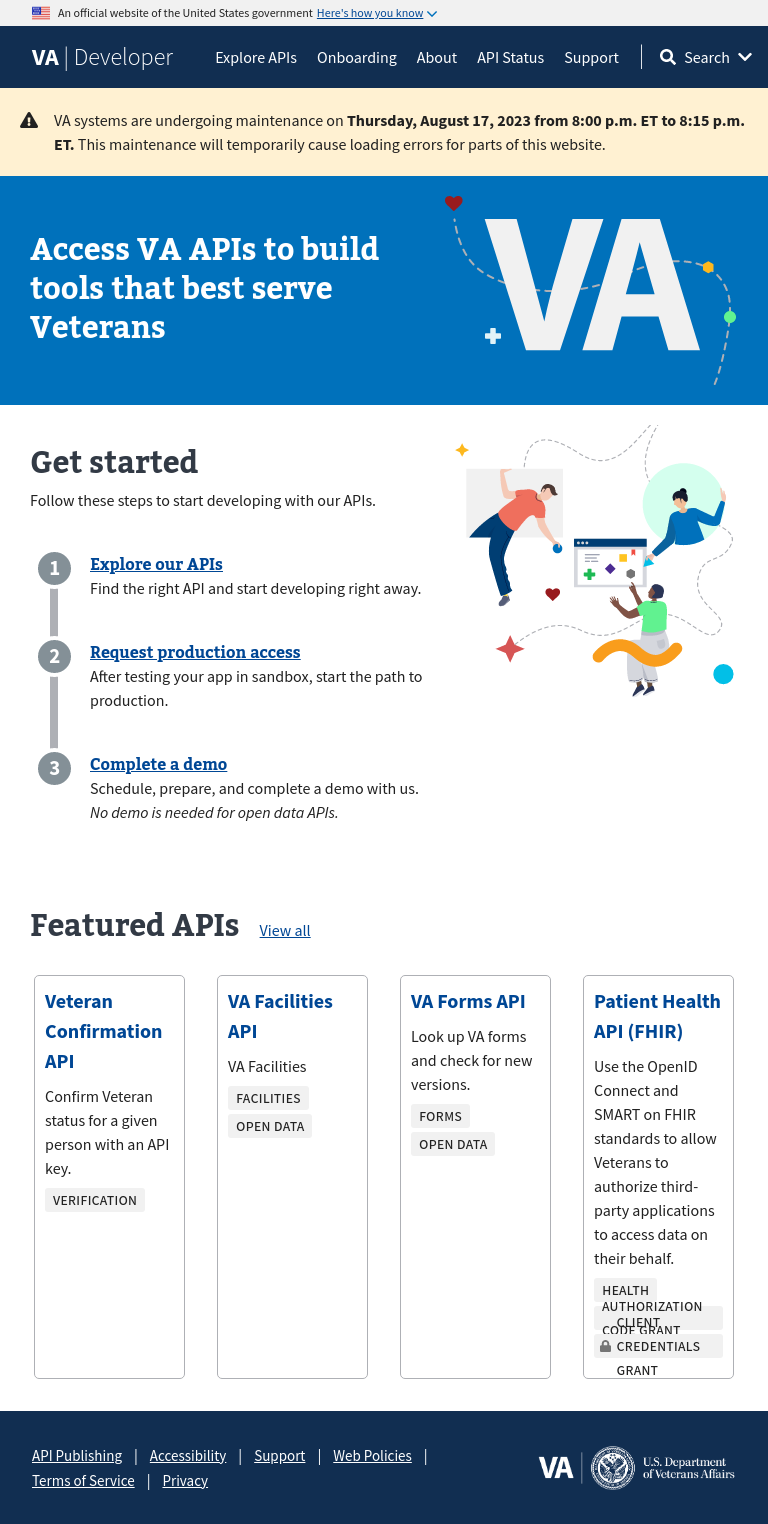 An official website of the United States government Here's how you know
VA | Developer
Explore APIs Onboarding About API Status Support Search
VA systems are undergoing maintenance on Thursday, August 17, 2023 from 8:00 p.m. ET to 8:15 p.m.
ET. This maintenance will temporarily cause loading errors for parts of this website.
Access VA APIs to build
tools that best serve
Veterans
VA
Get started
Follow these steps to start developing with our APIs.
1 Explore our APIs
Find the right API and start developing right away.
2 Request production access
After testing your app in sandbox, start the path to
production.
3 Complete a demo
Schedule, prepare, and complete a demo with us.
No demo is needed for open data APIs.
Featured APIs View all
Veteran
Confirmation
API
Confirm Veteran
status for a given
person with an API
key.
VERIFICATION
VA Facilities
API
VA Facilities
FACILITIES
OPEN DATA
VA Forms API
Look up VA forms
and check for new
versions.
FORMS
OPEN DATA
Patient Health
API (FHIR)
Use the OpenID
Connect and
SMART on FHIR
standards to allow
Veterans to
authorize third-
party applications
to access data on
their behalf.
HEALTH
AUTHORIZATION
CODE GRANT
CLIENT
CREDENTIALS
GRANT
API Publishing | Accessibility | Support | Web Policies |
Terms of Service | Privacy
VA
U.S. Department
of Veterans Affairs